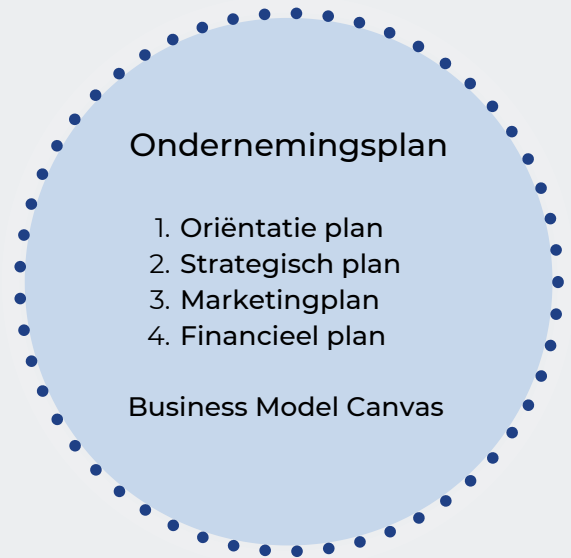 Ondernemingsplan
1. Oriëntatie plan
2. Strategisch plan
3. Marketingplan
4. Financieel plan
Business Model Canvas